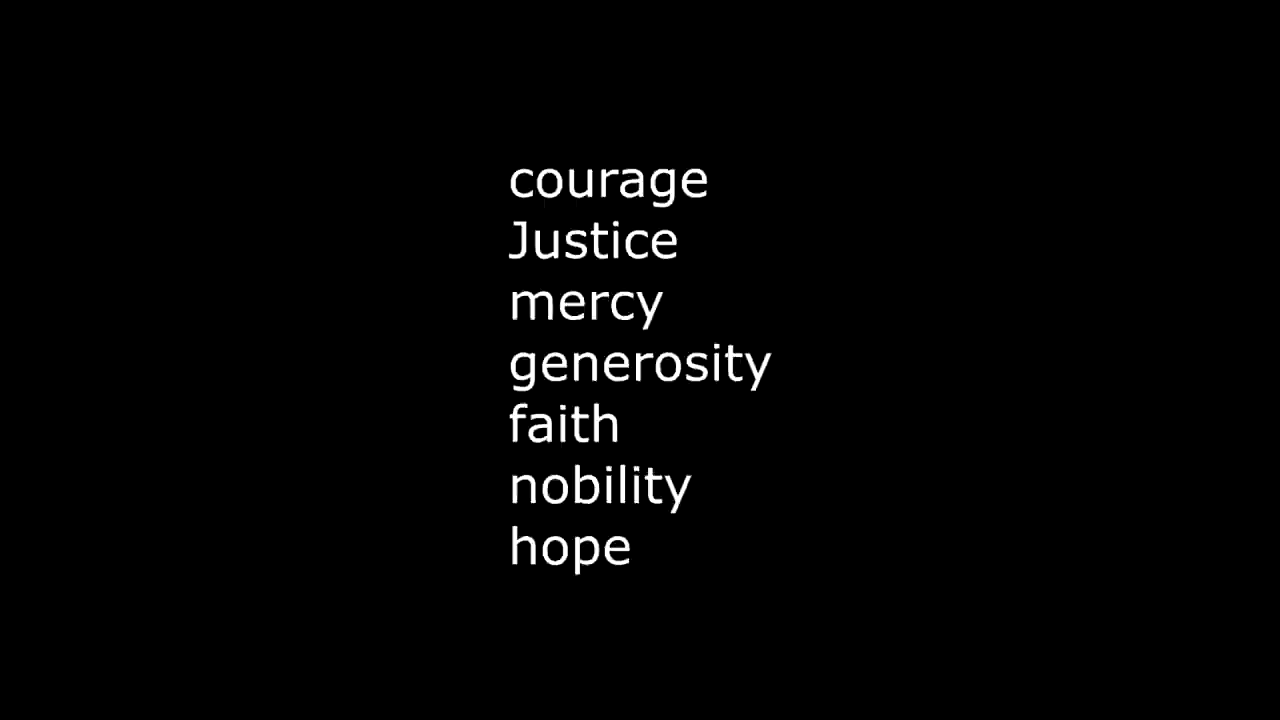 courage
Justice
mercy
generosity
faith
nobility
hope